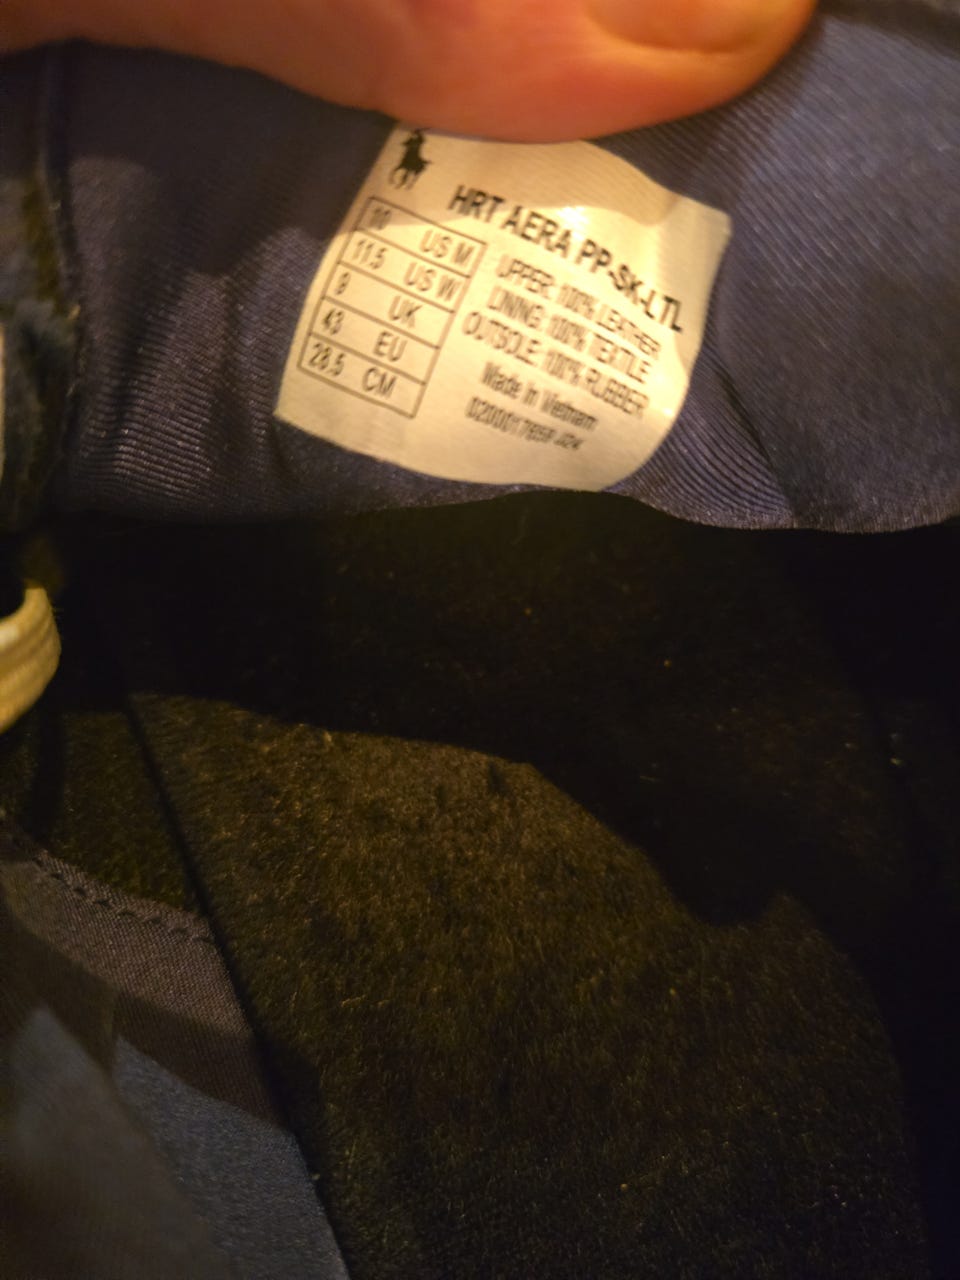 HRT AERA PP-SK-LTL
10 US M
11.5 US W
9 UK
43 EU
28.5 CM
UPPER: 100% LEATHER
LINING: 100% TEXTILE
OUTSOLE: 100% RUBBER
Made in Vietnam